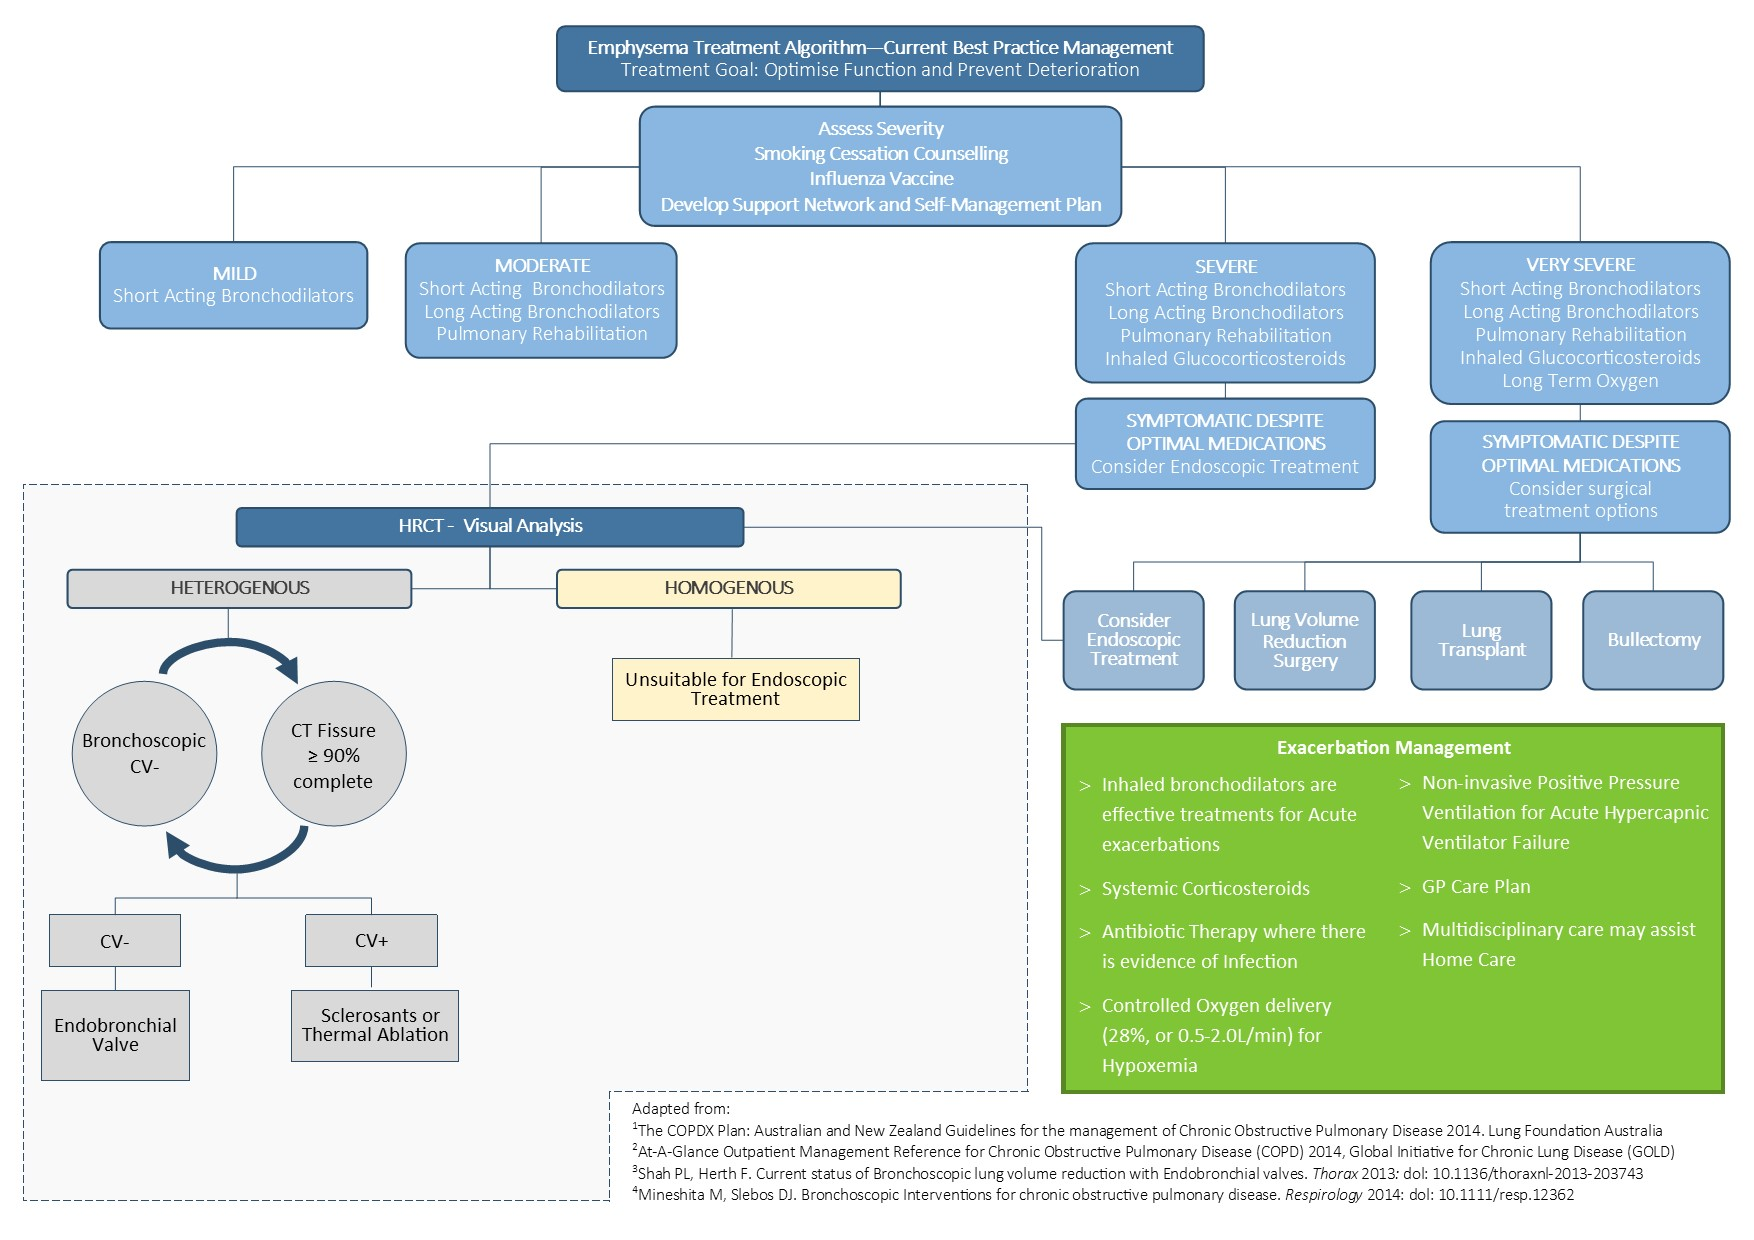 Emphysema Treatment Algorithm—Current Best Practice Management
Treatment Goal: Optimise Function and Prevent Deterioration
Assess Severity
Smoking Cessation Counselling
Influenza Vaccine
Develop Support Network and Self-Management Plan
MILD
Short Acting Bronchodilators
MODERATE
Short Acting Bronchodilators
Long Acting Bronchodilators
Pulmonary Rehabilitation
SEVERE
Short Acting Bronchodilators
Long Acting Bronchodilators
Pulmonary Rehabilitation
Inhaled Glucocorticosteroids
VERY SEVERE
Short Acting Bronchodilators
Long Acting Bronchodilators
Pulmonary Rehabilitation
Inhaled Glucocorticosteroids
Long Term Oxygen
SYMPTOMATIC DESPITE
OPTIMAL MEDICATIONS
Consider Endoscopic Treatment
SYMPTOMATIC DESPITE
OPTIMAL MEDICATIONS
Consider surgical
treatment options
HRCT - Visual Analysis
HETEROGENOUS
HOMOGENOUS
Unsuitable for Endoscopic
Treatment
Bronchoscopic
CV-
CT Fissure
≥ 90%
complete
CV-
CV+
Endobronchial
Valve
Sclerosants or
Thermal Ablation
Consider
Endoscopic
Treatment
Lung Volume
Reduction
Surgery
Lung
Transplant
Bullectomy
Exacerbation Management
> Inhaled bronchodilators are
effective treatments for Acute
exacerbations
> Systemic Corticosteroids
> Antibiotic Therapy where there
is evidence of Infection
> Controlled Oxygen delivery
(28%, or 0.5-2.0L/min) for
Hypoxemia
> Non-invasive Positive Pressure
Ventilation for Acute Hypercapnic
Ventilator Failure
> GP Care Plan
> Multidisciplinary care may assist
Home Care
Adapted from:
1The COPDX Plan: Australian and New Zealand Guidelines for the management of Chronic Obstructive Pulmonary Disease 2014. Lung Foundation Australia
2At-A-Glance Outpatient Management Reference for Chronic Obstructive Pulmonary Disease (COPD) 2014, Global Initiative for Chronic Lung Disease (GOLD)
3Shah PL, Herth F. Current status of Bronchoscopic lung volume reduction with Endobronchial valves. Thorax 2013: dol: 10.1136/thoraxnl-2013-203743
4Mineshita M, Slebos DJ. Bronchoscopic Interventions for chronic obstructive pulmonary disease. Respirology 2014: dol: 10.1111/resp.12362